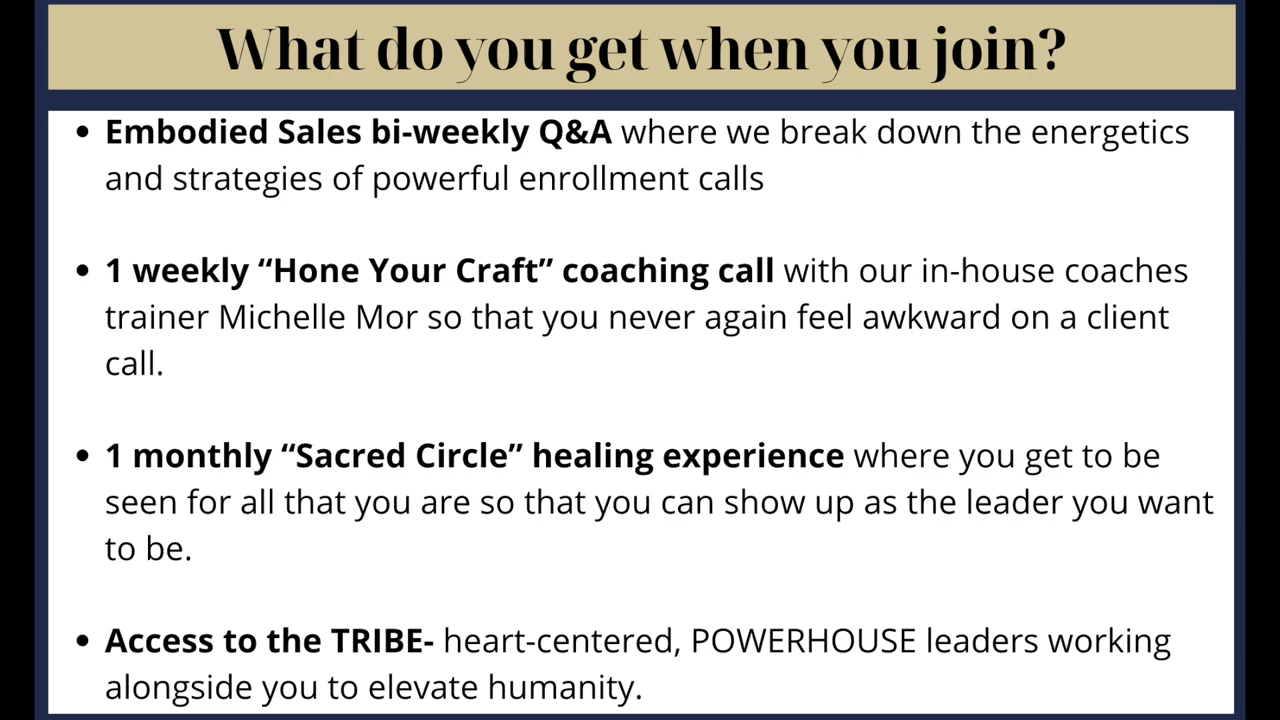 What do you get when you join?
• Embodied Sales bi-weekly Q&A where we break down the energetics
and strategies of powerful enrollment calls
• 1 weekly “Hone Your Craft” coaching call with our in-house coaches
trainer Michelle Mor so that you never again feel awkward on a client
call.
• 1 monthly “Sacred Circle” healing experience where you get to be
seen for all that you are so that you can show up as the leader you want
to be.
• Access to the TRIBE- heart-centered, POWERHOUSE leaders working
alongside you to elevate humanity.